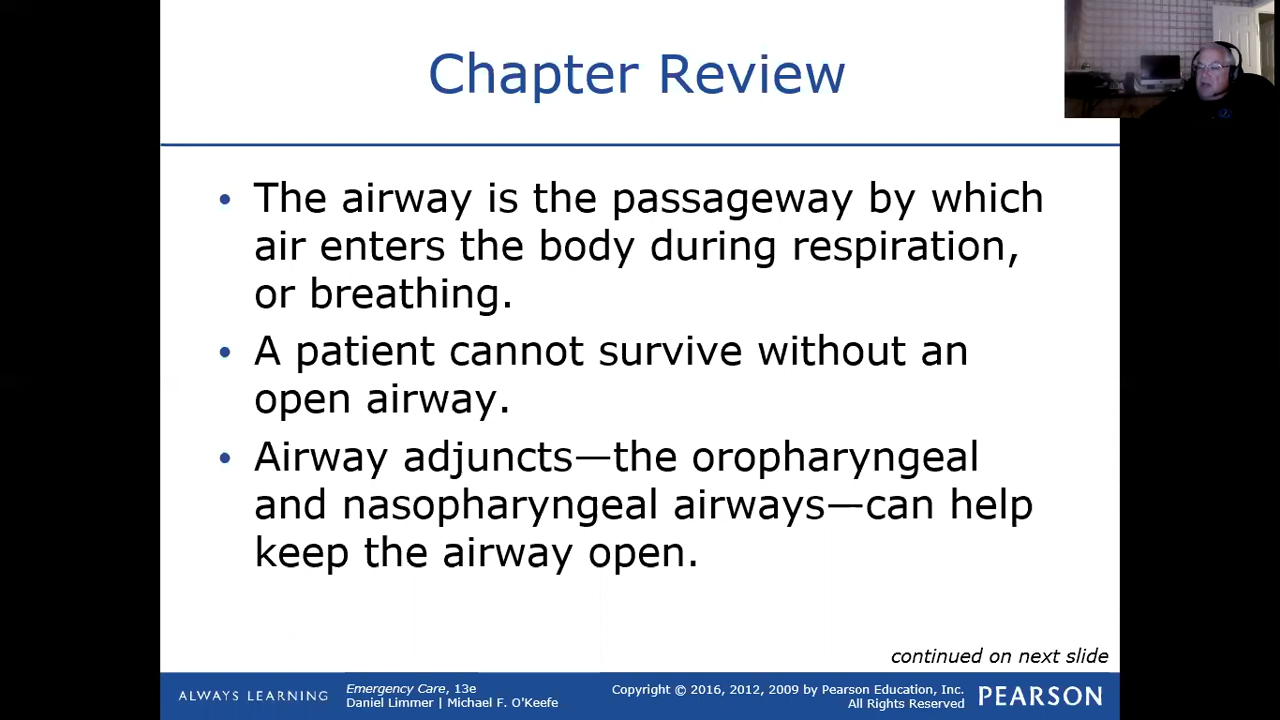 Chapter Review
• The airway is the passageway by which
air enters the body during respiration,
or breathing.
• A patient cannot survive without an
open airway.
• Airway adjuncts—the oropharyngeal
and nasopharyngeal airways—can help
keep the airway open.
continued on next slide
ALWAYS LEARNING
Emergency Care, 13e
Daniel Limmer | Michael F. O'Keefe
Copyright © 2016, 2012, 2009 by Pearson Education, Inc.
All Rights Reserved
PEARSON